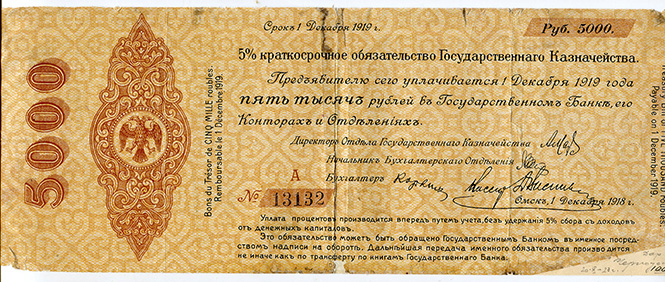 Срокъ 1 Декабря 1919 г.
Руб. 5000.
5% краткосрочное обязательство Государственнаго Казначейства.
Предъявителю сего уплачивается 1 Декабря 1919 года
пять тысячъ рублей въ Государственномъ Банкѣ, его
Конторахъ и Отдѣленіяхъ.
Директоръ Отдѣла Государственнаго Казначейства
Начальникъ Бухгалтерскаго Отдѣленія
Бухгалтеръ
А
№ 13132
Омскъ, 1 Декабря 1918 г.
Уплата процентовъ производится впередъ путемъ учета, безъ удержанія 5% сбора съ доходовъ
отъ денежныхъ капиталовъ.
Это обязательство можетъ быть обращено Государственнымъ Банкомъ въ именное посред-
ствомъ надписи на оборотѣ. Дальнѣйшая передача именного обязательства производится
не иначе какъ по трансферту по книгамъ Государственнаго Банка.
5000
Bons du Trésor de CINQ MILLE roubles.
Remboursable le 1 Décembre 1919.
Payable on 1 December 1919.